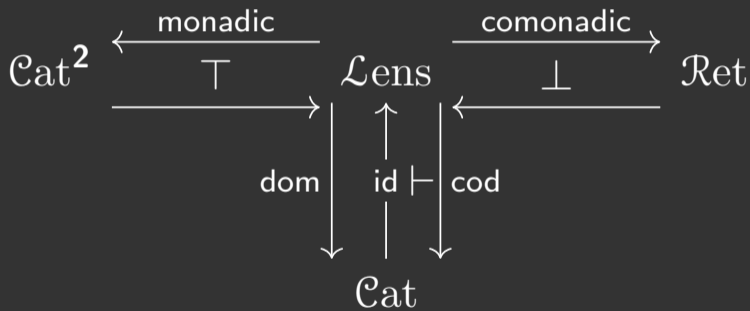 monadic comonadic
𝒞at² ⊤ ℒens ⊥ ℛet
dom id ⊢ cod
𝒞at